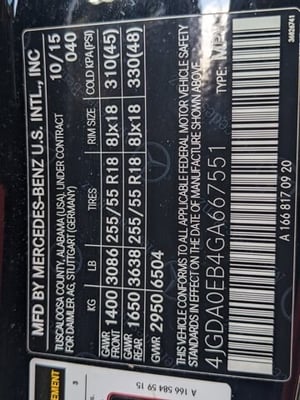 MFD BY MERCEDES-BENZ U.S. INTL., INC
10/15
TUSCALOOSA COUNTY, ALABAMA (USA) UNDER CONTRACT
FOR DAIMLER AG, STUTTGART (GERMANY)
040
KG LB TIRES RIM SIZE COLD KPA(PSI)
GAWR FRONT 1400 3086 255/55 R18 8Jx18 310(45)
GAWR REAR 1650 3638 255/55 R18 8Jx18 330(48)
GVWR 2950 6504
THIS VEHICLE CONFORMS TO ALL APPLICABLE FEDERAL MOTOR VEHICLE SAFETY
STANDARDS IN EFFECT ON THE DATE OF MANUFACTURE SHOWN ABOVE.
4JGDA0EB4GA667551
TYPE: MPV
A 166 817 09 20
36826741
EMENT
3
A 166 584 59 15